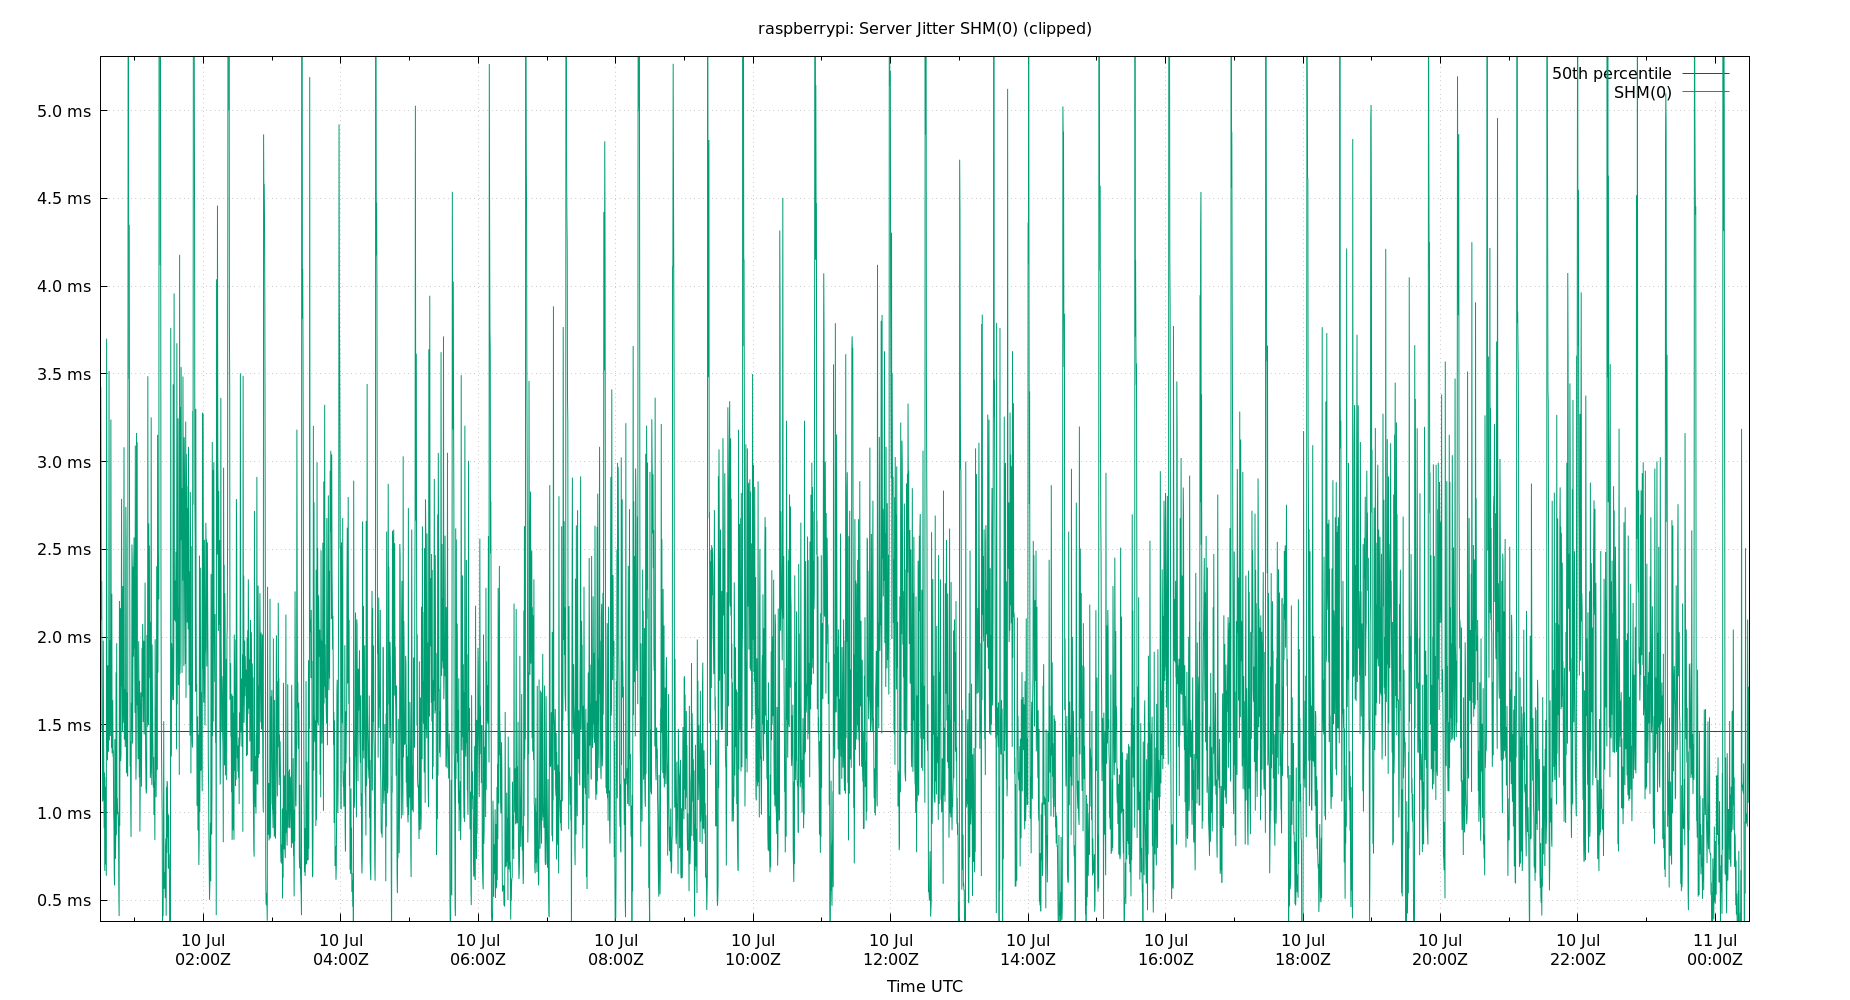 raspberrypi: Server Jitter SHM(0) (clipped)
50th percentile
SHM(0)
5.0 ms
4.5 ms
4.0 ms
3.5 ms
3.0 ms
2.5 ms
2.0 ms
1.5 ms
1.0 ms
0.5 ms
10 Jul 10 Jul 10 Jul 10 Jul 10 Jul 10 Jul 10 Jul 10 Jul 10 Jul 10 Jul 10 Jul 11 Jul
02:00Z 04:00Z 06:00Z 08:00Z 10:00Z 12:00Z 14:00Z 16:00Z 18:00Z 20:00Z 22:00Z 00:00Z
Time UTC